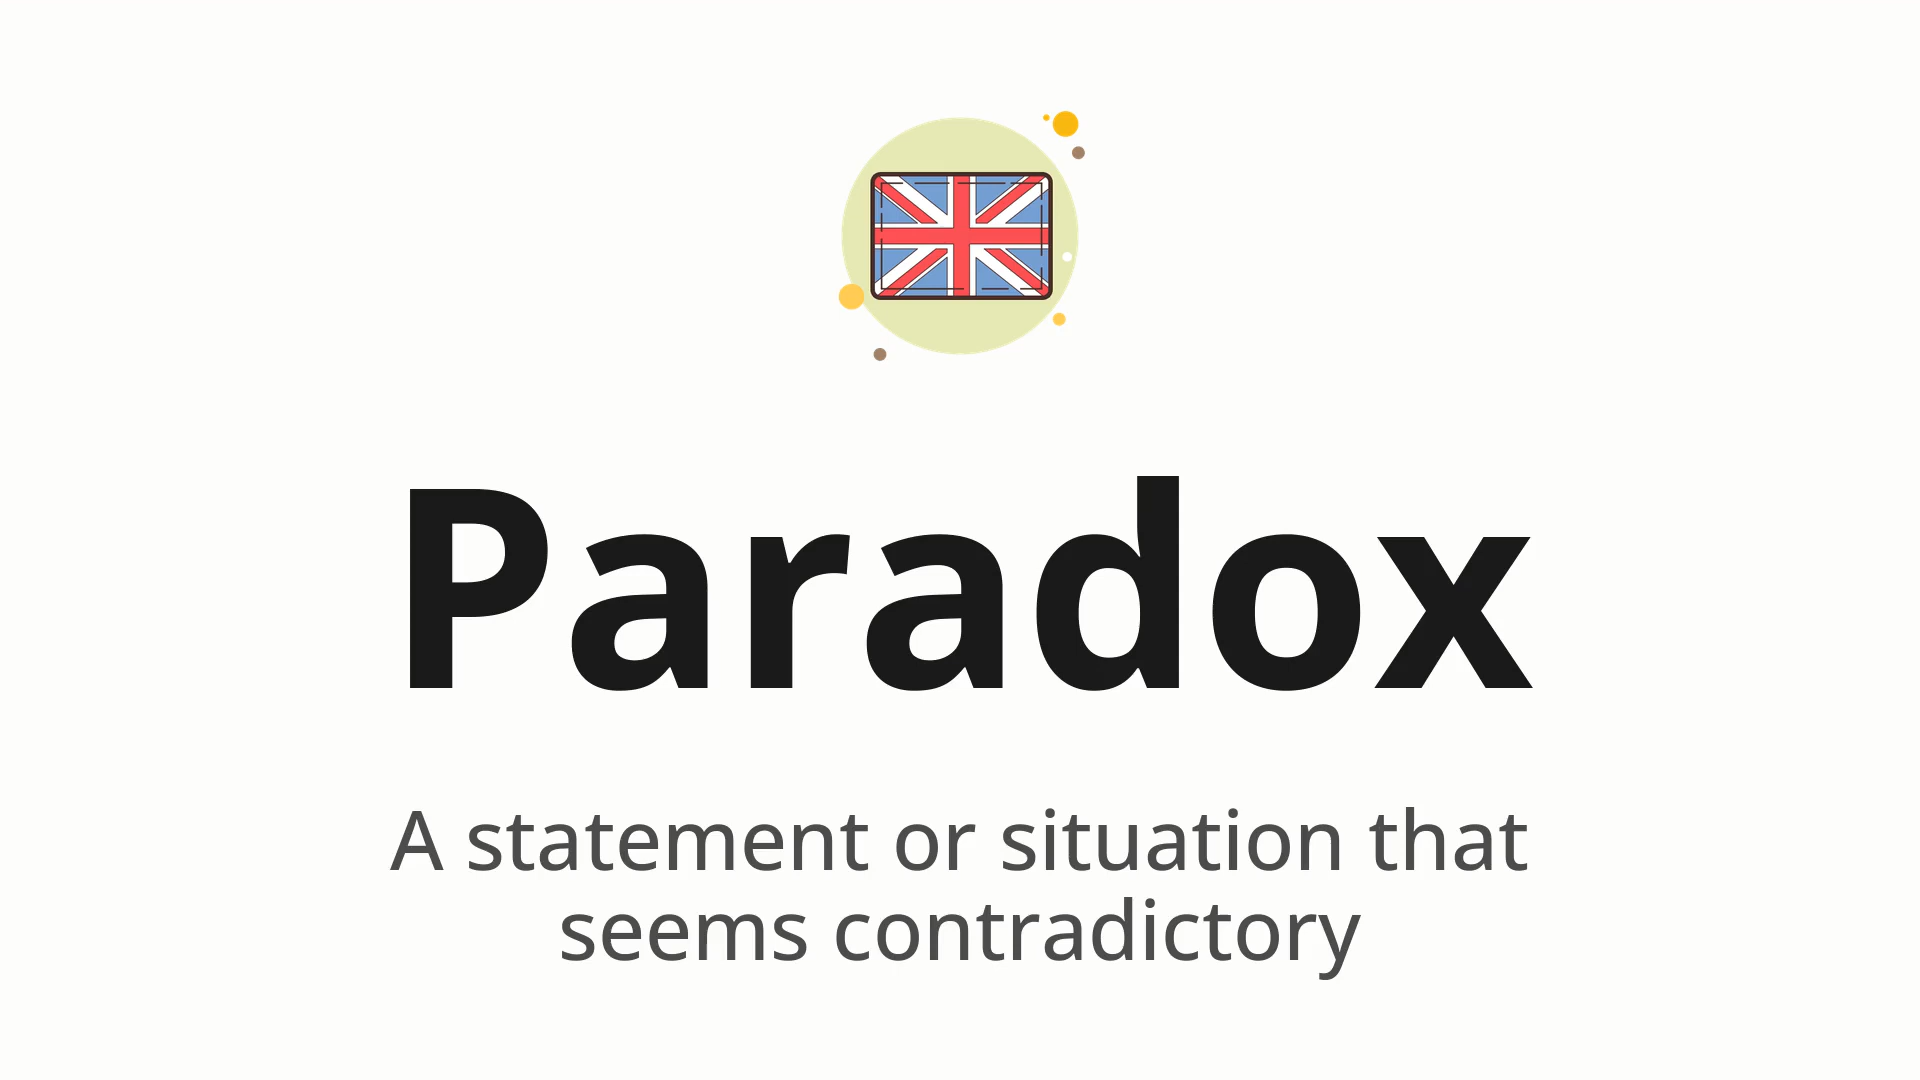 Paradox
A statement or situation that
seems contradictory